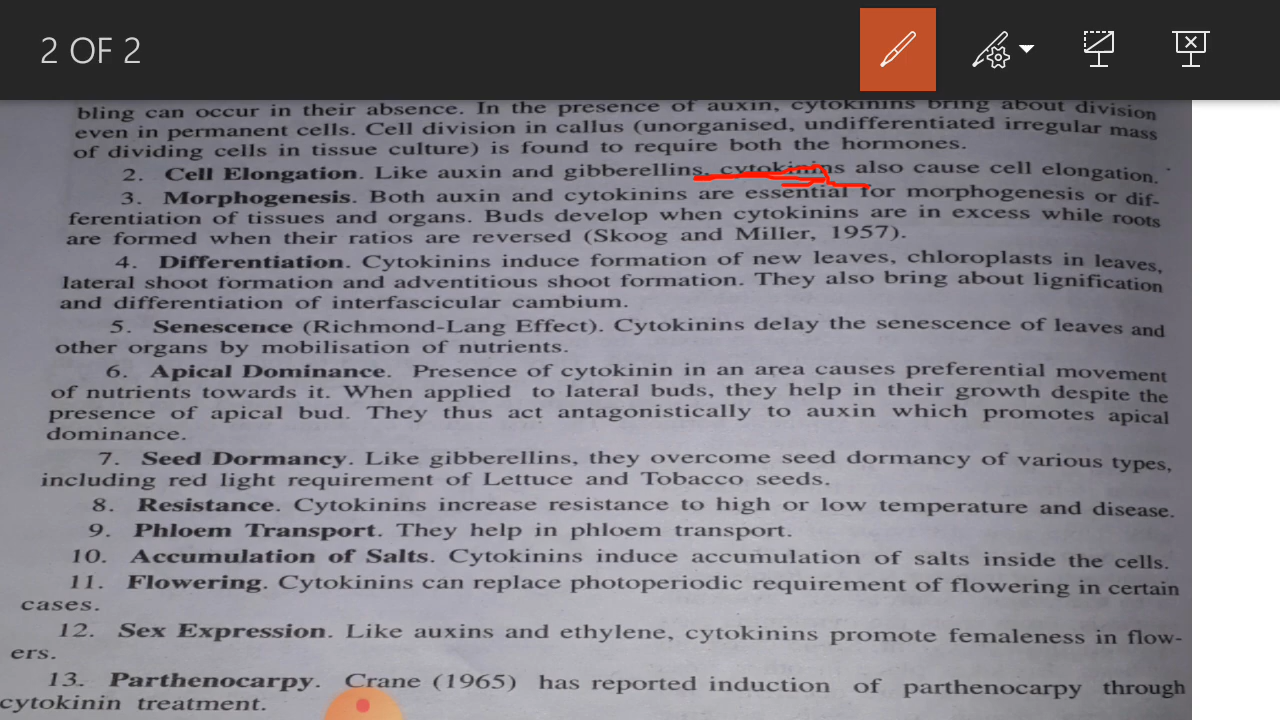 2 OF 2
bling can occur in their absence. In the presence of auxin, cytokinins bring about division
even in permanent cells. Cell division in callus (unorganised, undifferentiated irregular mass
of dividing cells in tissue culture) is found to require both the hormones.
2. Cell Elongation. Like auxin and gibberellins, cytokinins also cause cell elongation.
3. Morphogenesis. Both auxin and cytokinins are essential for morphogenesis or dif-
ferentiation of tissues and organs. Buds develop when cytokinins are in excess while roots
are formed when their ratios are reversed (Skoog and Miller, 1957).
4. Differentiation. Cytokinins induce formation of new leaves, chloroplasts in leaves,
lateral shoot formation and adventitious shoot formation. They also bring about lignification
and differentiation of interfascicular cambium.
5. Senescence (Richmond-Lang Effect). Cytokinins delay the senescence of leaves and
other organs by mobilisation of nutrients.
6. Apical Dominance. Presence of cytokinin in an area causes preferential movement
of nutrients towards it. When applied to lateral buds, they help in their growth despite the
presence of apical bud. They thus act antagonistically to auxin which promotes apical
dominance.
7. Seed Dormancy. Like gibberellins, they overcome seed dormancy of various types,
including red light requirement of Lettuce and Tobacco seeds.
8. Resistance. Cytokinins increase resistance to high or low temperature and disease.
9. Phloem Transport. They help in phloem transport.
10. Accumulation of Salts. Cytokinins induce accumulation of salts inside the cells.
11. Flowering. Cytokinins can replace photoperiodic requirement of flowering in certain
cases.
12. Sex Expression. Like auxins and ethylene, cytokinins promote femaleness in flow-
ers.
13. Parthenocarpy. Crane (1965) has reported induction of parthenocarpy through
cytokinin treatment.